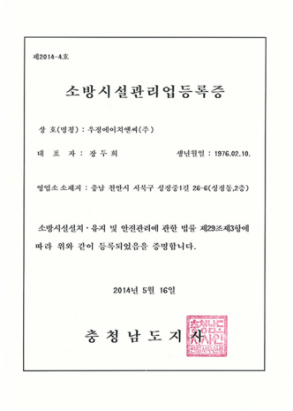 제2014-4호
소방시설관리업등록증
상 호(명칭) : 우정에이치앤씨(주)
대 표 자 : 장두희 생년월일 : 1976.02.10.
영업소 소재지 : 충남 천안시 서북구 성정중1길 26-6(성정동,2층)
소방시설설치·유지 및 안전관리에 관한 법률 제29조제3항에
따라 위와 같이 등록되었음을 증명합니다.
2014년 5월 16일
충청남도지사